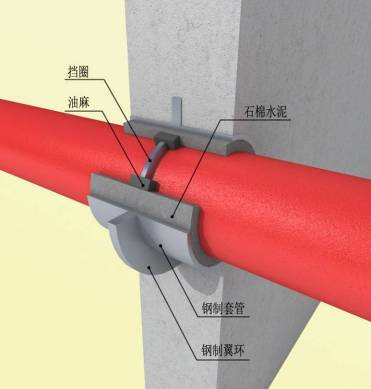 挡圈
油麻
石棉水泥
钢制套管
钢制翼环